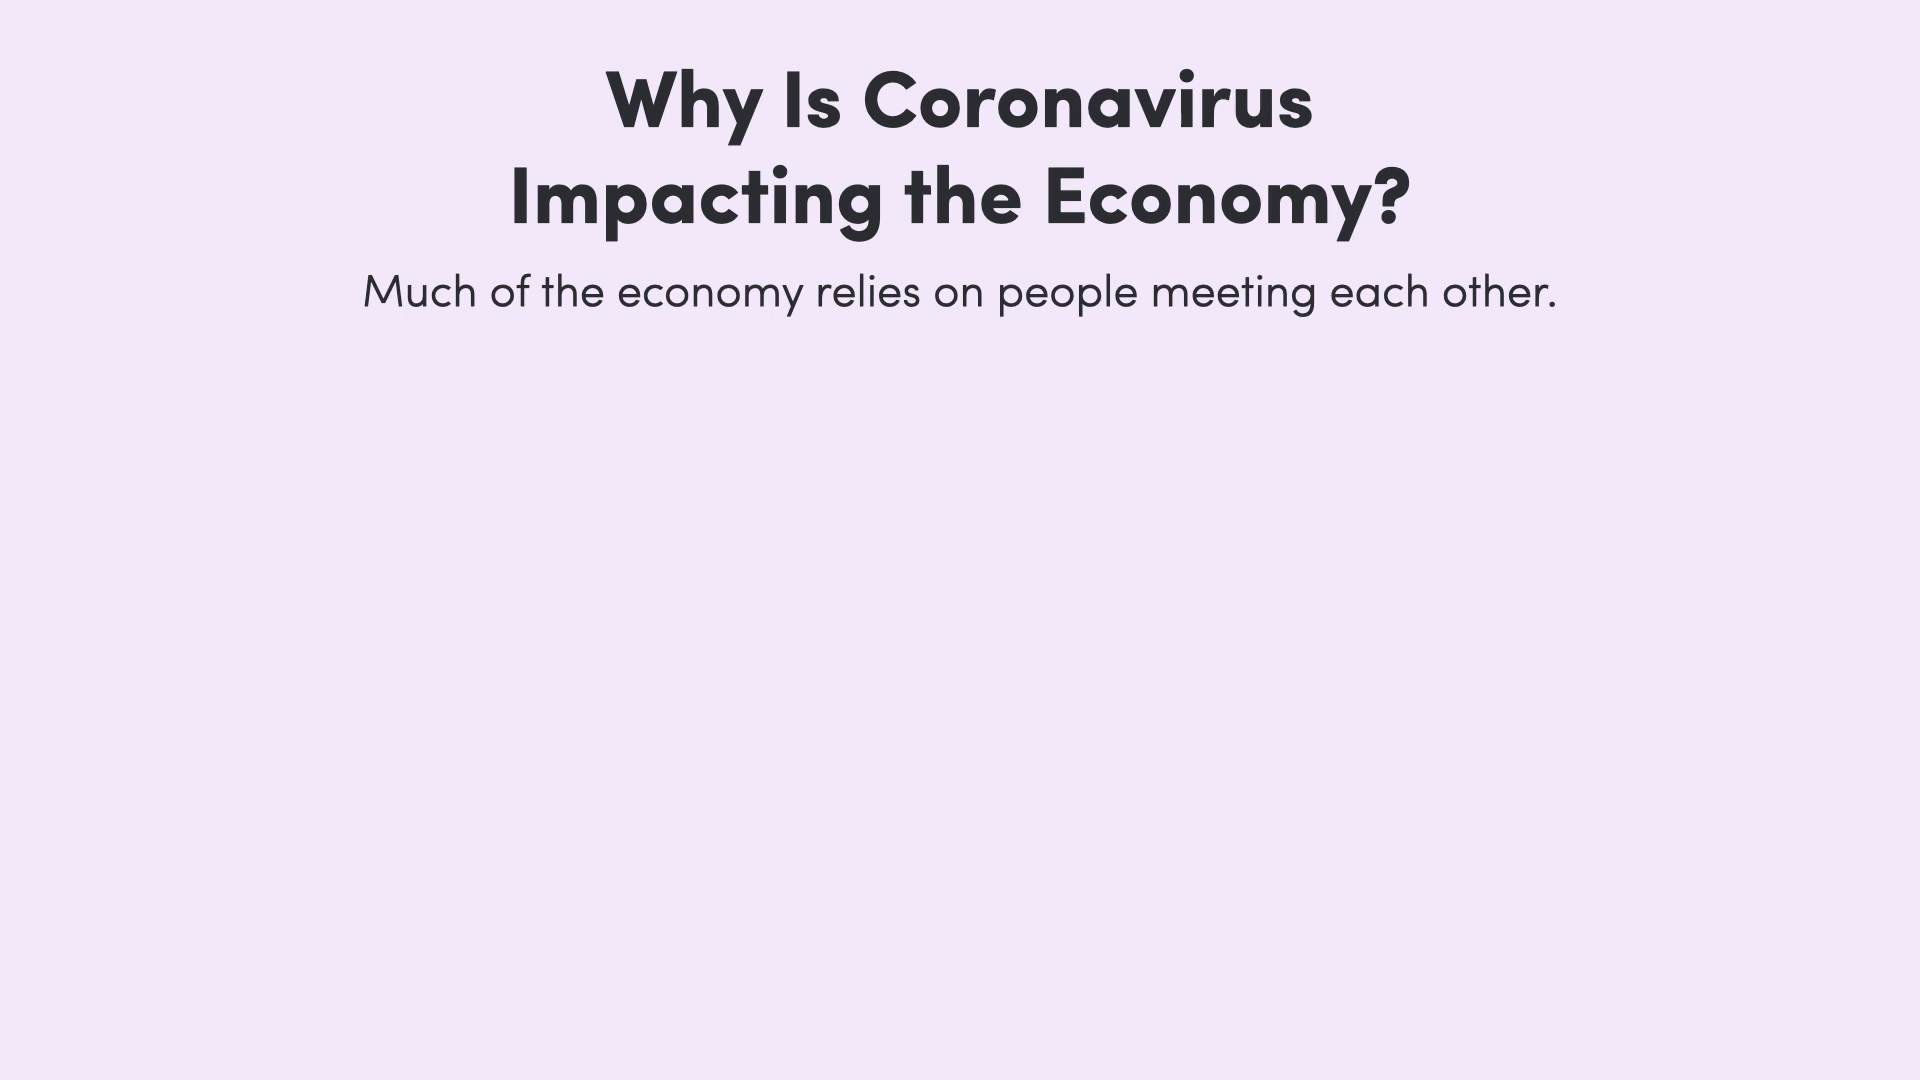 Why Is Coronavirus
Impacting the Economy?
Much of the economy relies on people meeting each other.